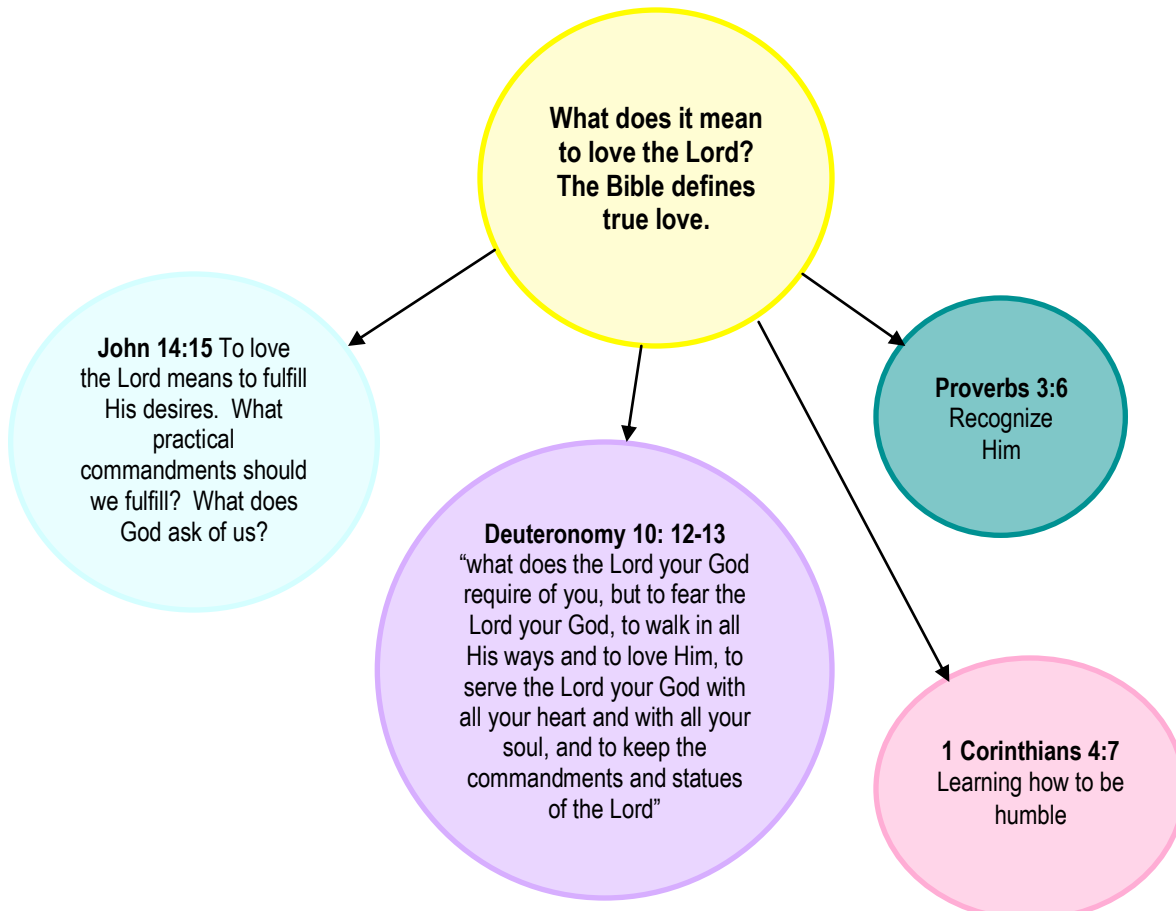 What does it mean
to love the Lord?
The Bible defines
true love.
John 14:15 To love
the Lord means to fulfill
His desires.  What
practical
commandments should
we fulfill?  What does
God ask of us?
Deuteronomy 10: 12-13
“what does the Lord your God
require of you, but to fear the
Lord your God, to walk in all
His ways and to love Him, to
serve the Lord your God with
all your heart and with all your
soul, and to keep the
commandments and statues
of the Lord”
Proverbs 3:6
Recognize
Him
1 Corinthians 4:7
Learning how to be
humble